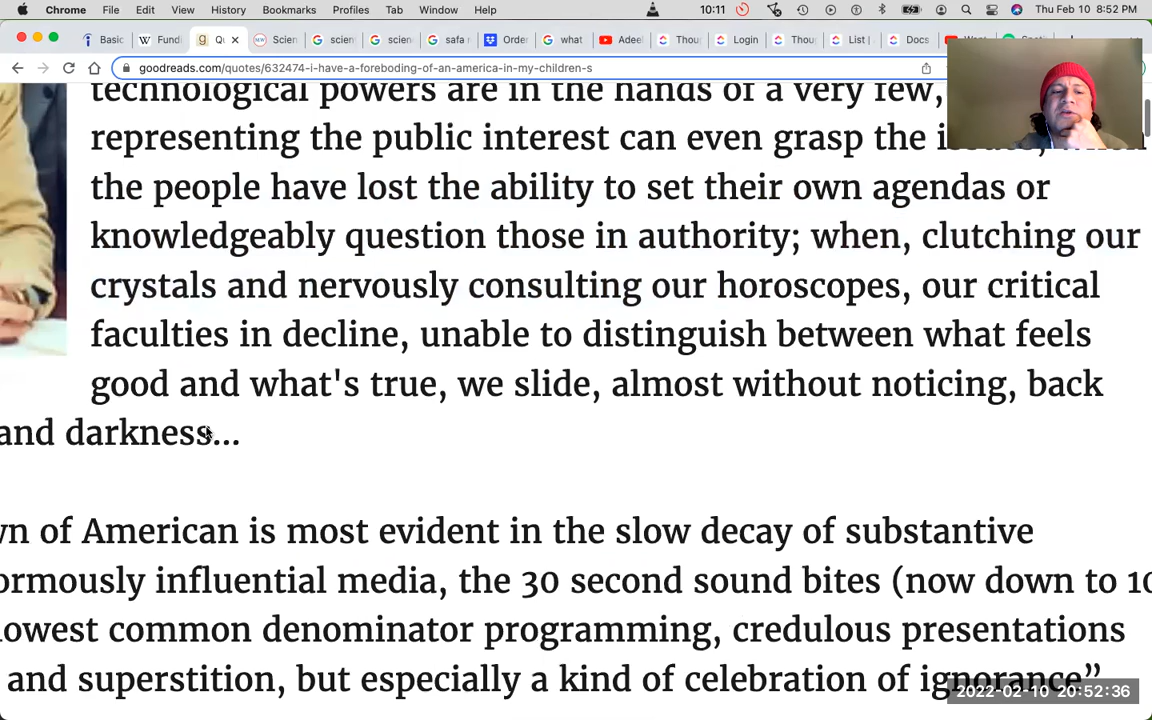 Chrome File Edit View History Bookmarks Profiles Tab Window Help 10:11 Thu Feb 10 8:52 PM
Basic Fundi Qu Scien scien scien safa r Order what Adeel Thou Login Thou List | Docs
goodreads.com/quotes/632474-i-have-a-foreboding-of-an-america-in-my-children-s
technological powers are in the hands of a very few,
representing the public interest can even grasp the
the people have lost the ability to set their own agendas or
knowledgeably question those in authority; when, clutching our
crystals and nervously consulting our horoscopes, our critical
faculties in decline, unable to distinguish between what feels
good and what's true, we slide, almost without noticing, back
and darkness...
wn of American is most evident in the slow decay of substantive
ormously influential media, the 30 second sound bites (now down to 10
lowest common denominator programming, credulous presentations
and superstition, but especially a kind of celebration of ignorance”
2022-02-10 20:52:36